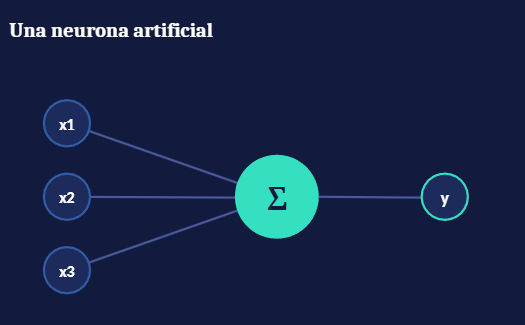 Una neurona artificial
x1
x2
Σ
y
x3